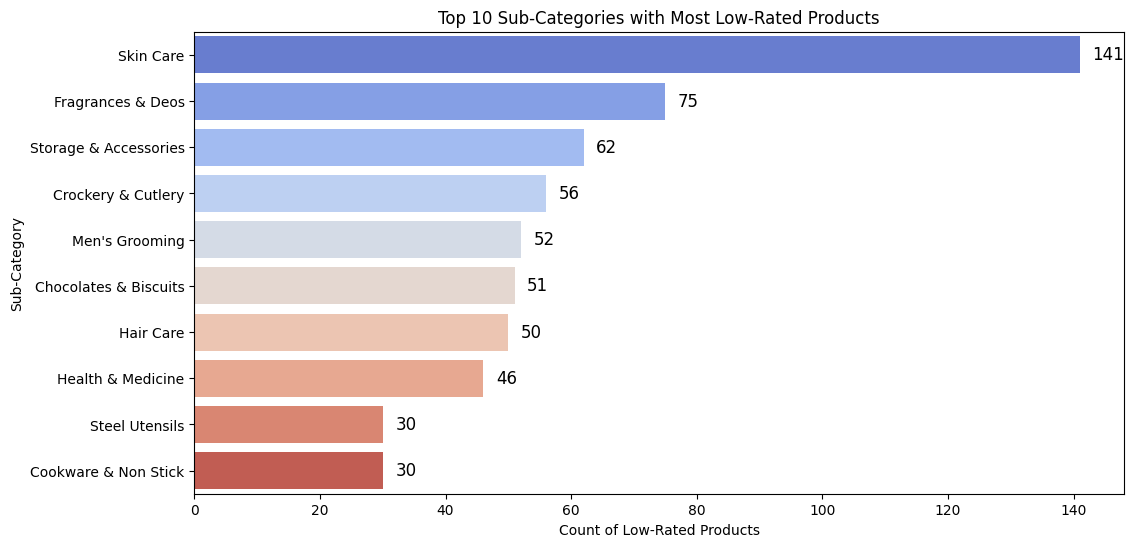 Top 10 Sub-Categories with Most Low-Rated Products
Sub-Category
Skin Care 141
Fragrances & Deos 75
Storage & Accessories 62
Crockery & Cutlery 56
Men's Grooming 52
Chocolates & Biscuits 51
Hair Care 50
Health & Medicine 46
Steel Utensils 30
Cookware & Non Stick 30
0 20 40 60 80 100 120 140
Count of Low-Rated Products